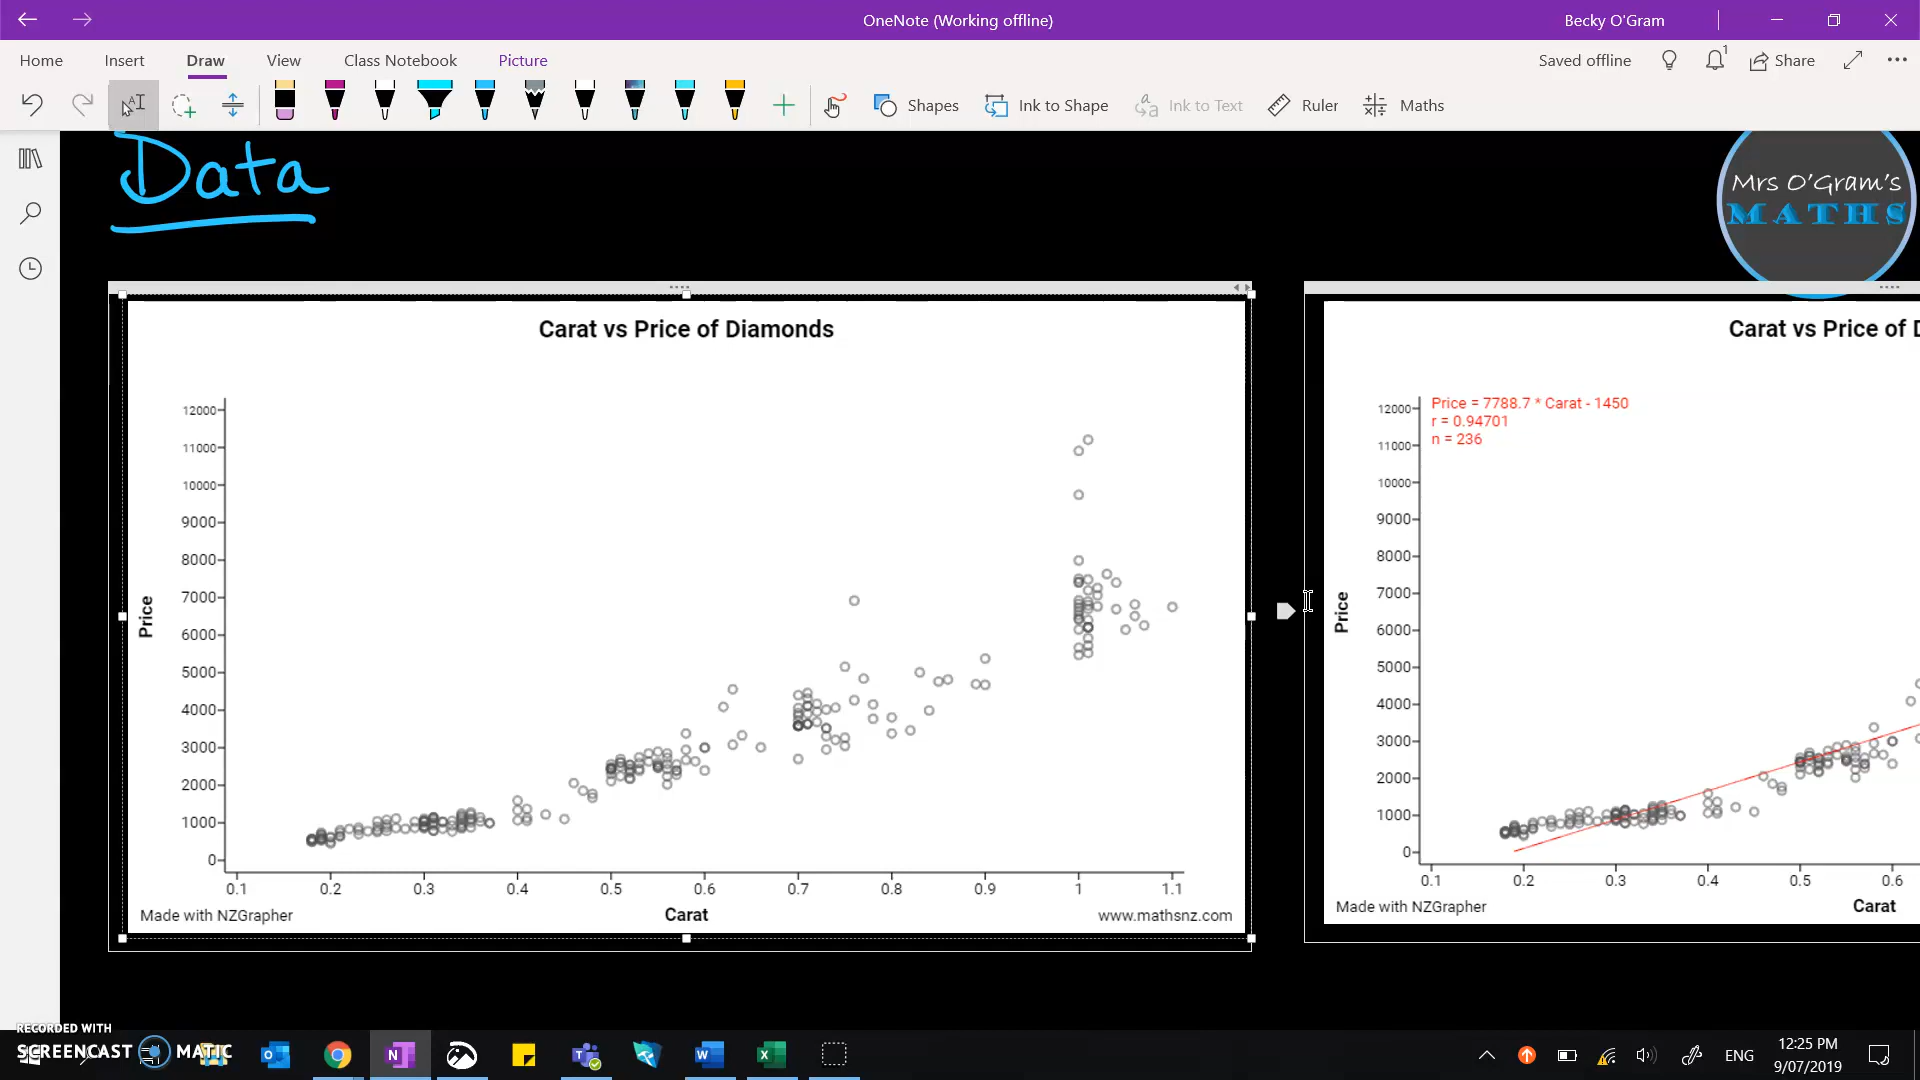 OneNote (Working offline)
Becky O'Gram
Home Insert Draw View Class Notebook Picture
Saved offline
1
Share
Shapes
Ink to Shape
Ink to Text
Ruler
Maths
Data
Mrs O'Gram's
MATHS
Carat vs Price of Diamonds
12000
11000
10000
9000
8000
7000
6000
5000
4000
3000
2000
1000
0
Price
0.1 0.2 0.3 0.4 0.5 0.6 0.7 0.8 0.9 1 1.1
Carat
Made with NZGrapher
www.mathsnz.com
Carat vs Price of D
Price = 7788.7 * Carat - 1450
r = 0.94701
n = 236
12000
11000
10000
9000
8000
7000
6000
5000
4000
3000
2000
1000
0
Price
0.1 0.2 0.3 0.4 0.5 0.6
Carat
Made with NZGrapher
RECORDED WITH
SCREENCAST MATIC
ENG
12:25 PM
9/07/2019